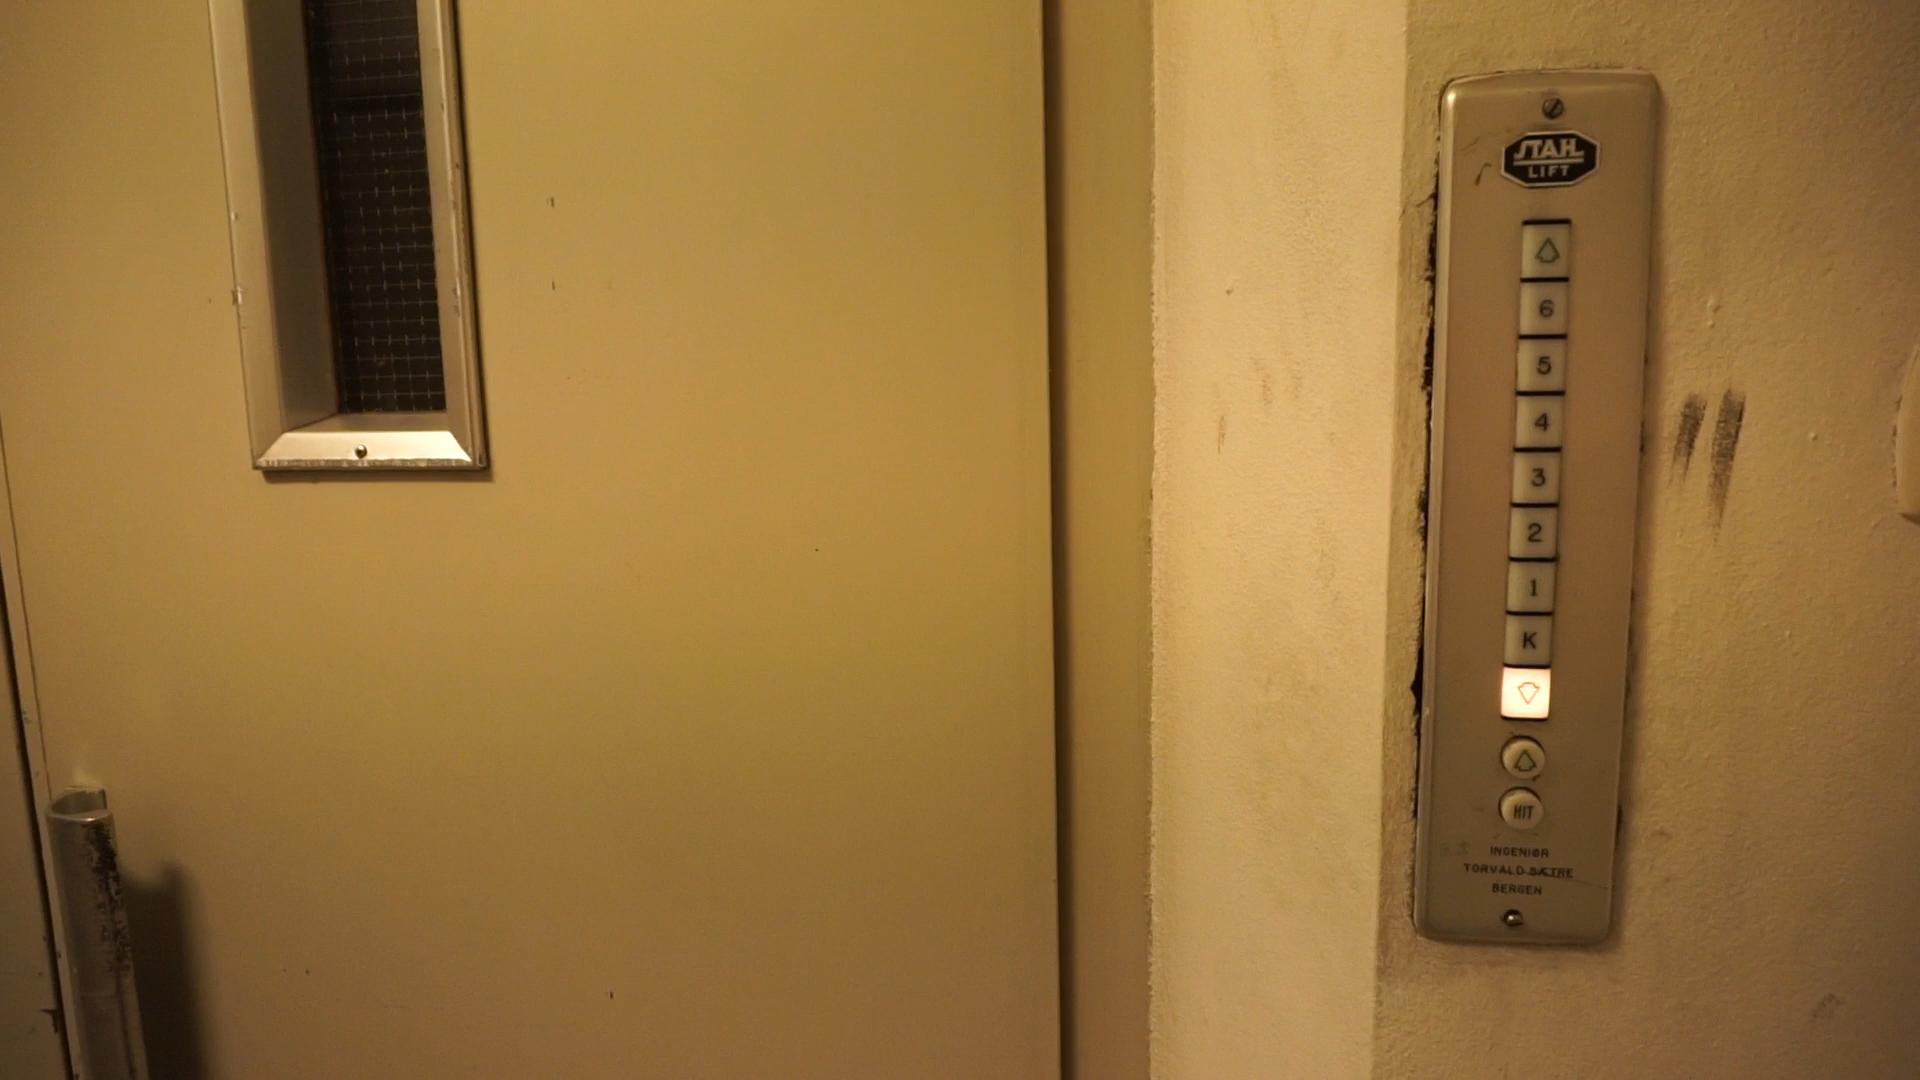 STAHL
LIFT
6
5
4
3
2
1
K
HIT
INGENIØR
TORVALD SÆTRE
BERGEN